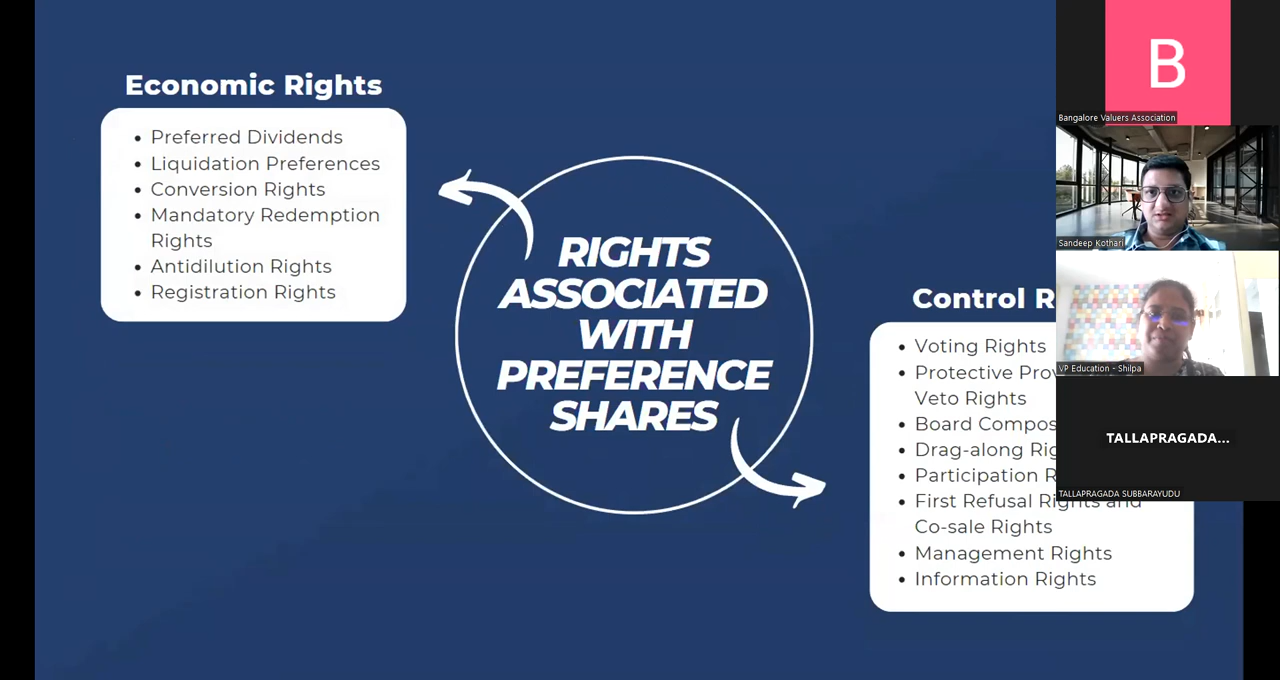 Economic Rights
• Preferred Dividends
• Liquidation Preferences
• Conversion Rights
• Mandatory Redemption
Rights
• Antidilution Rights
• Registration Rights
RIGHTS
ASSOCIATED
WITH
PREFERENCE
SHARES
Control R
• Voting Rights
• Protective Prov
Veto Rights
• Board Compos
• Drag-along Rig
• Participation R
• First Refusal Rights and
Co-sale Rights
• Management Rights
• Information Rights
B
Bangalore Valuers Association
Sandeep Kothari
VP Education - Shilpa
TALLAPRAGADA...
TALLAPRAGADA SUBBARAYUDU